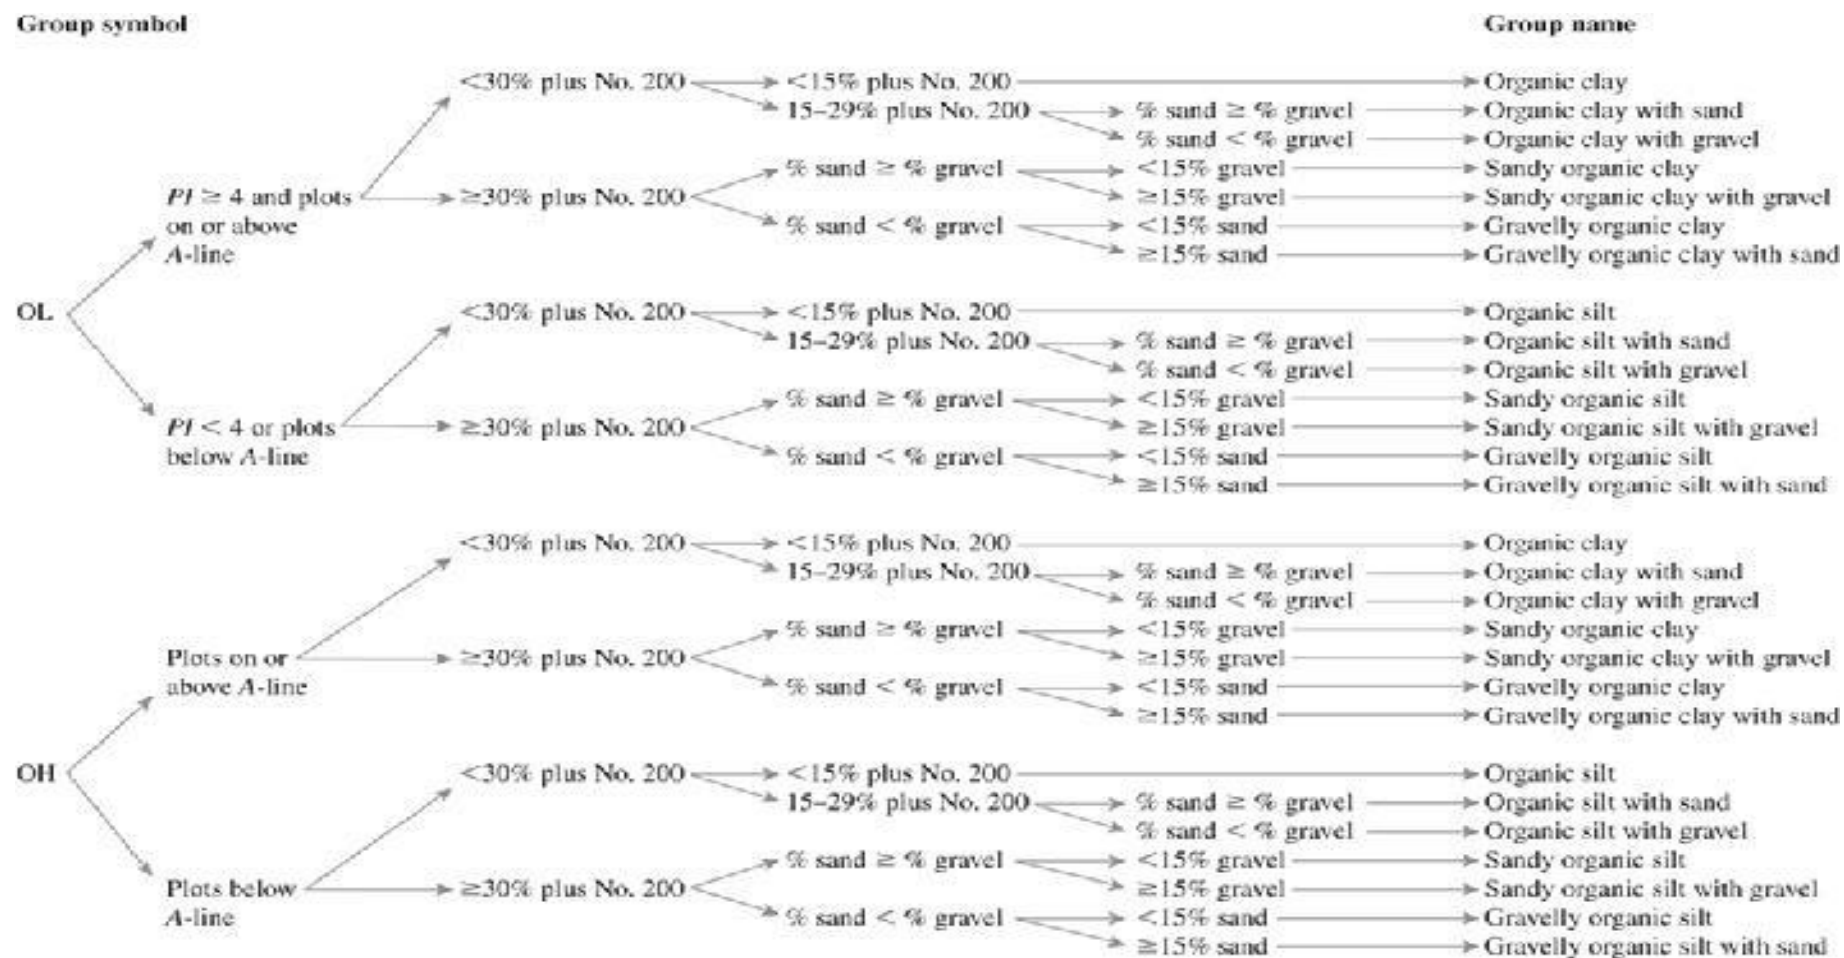 Group symbol Group name
<30% plus No. 200 <15% plus No. 200 Organic clay
15–29% plus No. 200 % sand ≥ % gravel Organic clay with sand
% sand < % gravel Organic clay with gravel
% sand ≥ % gravel <15% gravel Sandy organic clay
PI ≥ 4 and plots ≥30% plus No. 200 ≥15% gravel Sandy organic clay with gravel
on or above % sand < % gravel <15% sand Gravelly organic clay
A-line ≥15% sand Gravelly organic clay with sand
OL <30% plus No. 200 <15% plus No. 200 Organic silt
15–29% plus No. 200 % sand ≥ % gravel Organic silt with sand
% sand < % gravel Organic silt with gravel
% sand ≥ % gravel <15% gravel Sandy organic silt
PI < 4 or plots ≥30% plus No. 200 ≥15% gravel Sandy organic silt with gravel
below A-line % sand < % gravel <15% sand Gravelly organic silt
≥15% sand Gravelly organic silt with sand
<30% plus No. 200 <15% plus No. 200 Organic clay
15–29% plus No. 200 % sand ≥ % gravel Organic clay with sand
% sand < % gravel Organic clay with gravel
% sand ≥ % gravel <15% gravel Sandy organic clay
Plots on or ≥30% plus No. 200 ≥15% gravel Sandy organic clay with gravel
above A-line % sand < % gravel <15% sand Gravelly organic clay
≥15% sand Gravelly organic clay with sand
OH <30% plus No. 200 <15% plus No. 200 Organic silt
15–29% plus No. 200 % sand ≥ % gravel Organic silt with sand
% sand < % gravel Organic silt with gravel
% sand ≥ % gravel <15% gravel Sandy organic silt
Plots below ≥30% plus No. 200 ≥15% gravel Sandy organic silt with gravel
A-line % sand < % gravel <15% sand Gravelly organic silt
≥15% sand Gravelly organic silt with sand